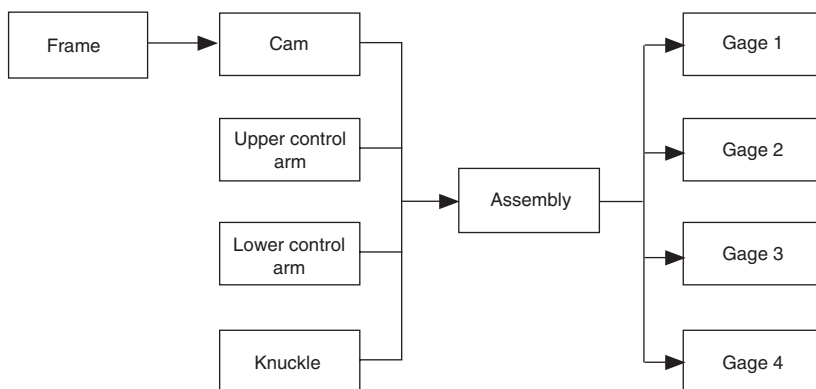 Frame
Cam
Upper control
arm
Lower control
arm
Knuckle
Assembly
Gage 1
Gage 2
Gage 3
Gage 4